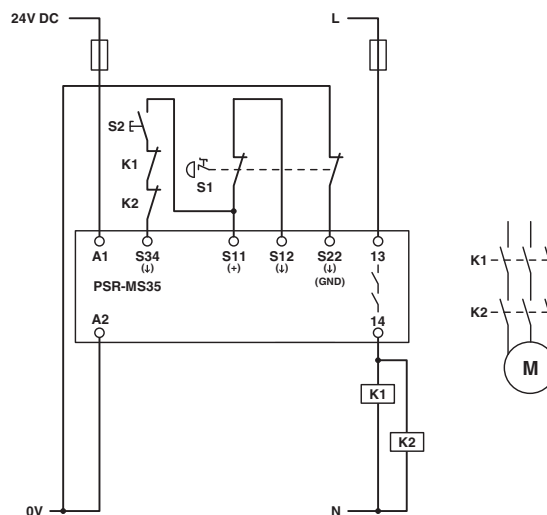 24V DC
L
S2
K1
S1
K2
A1 S34 S11 S12 S22 13
(↓) (+) (↓) (↓)
(GND)
PSR-MS35
A2 14
K1
K2
M
K1
K2
0V N